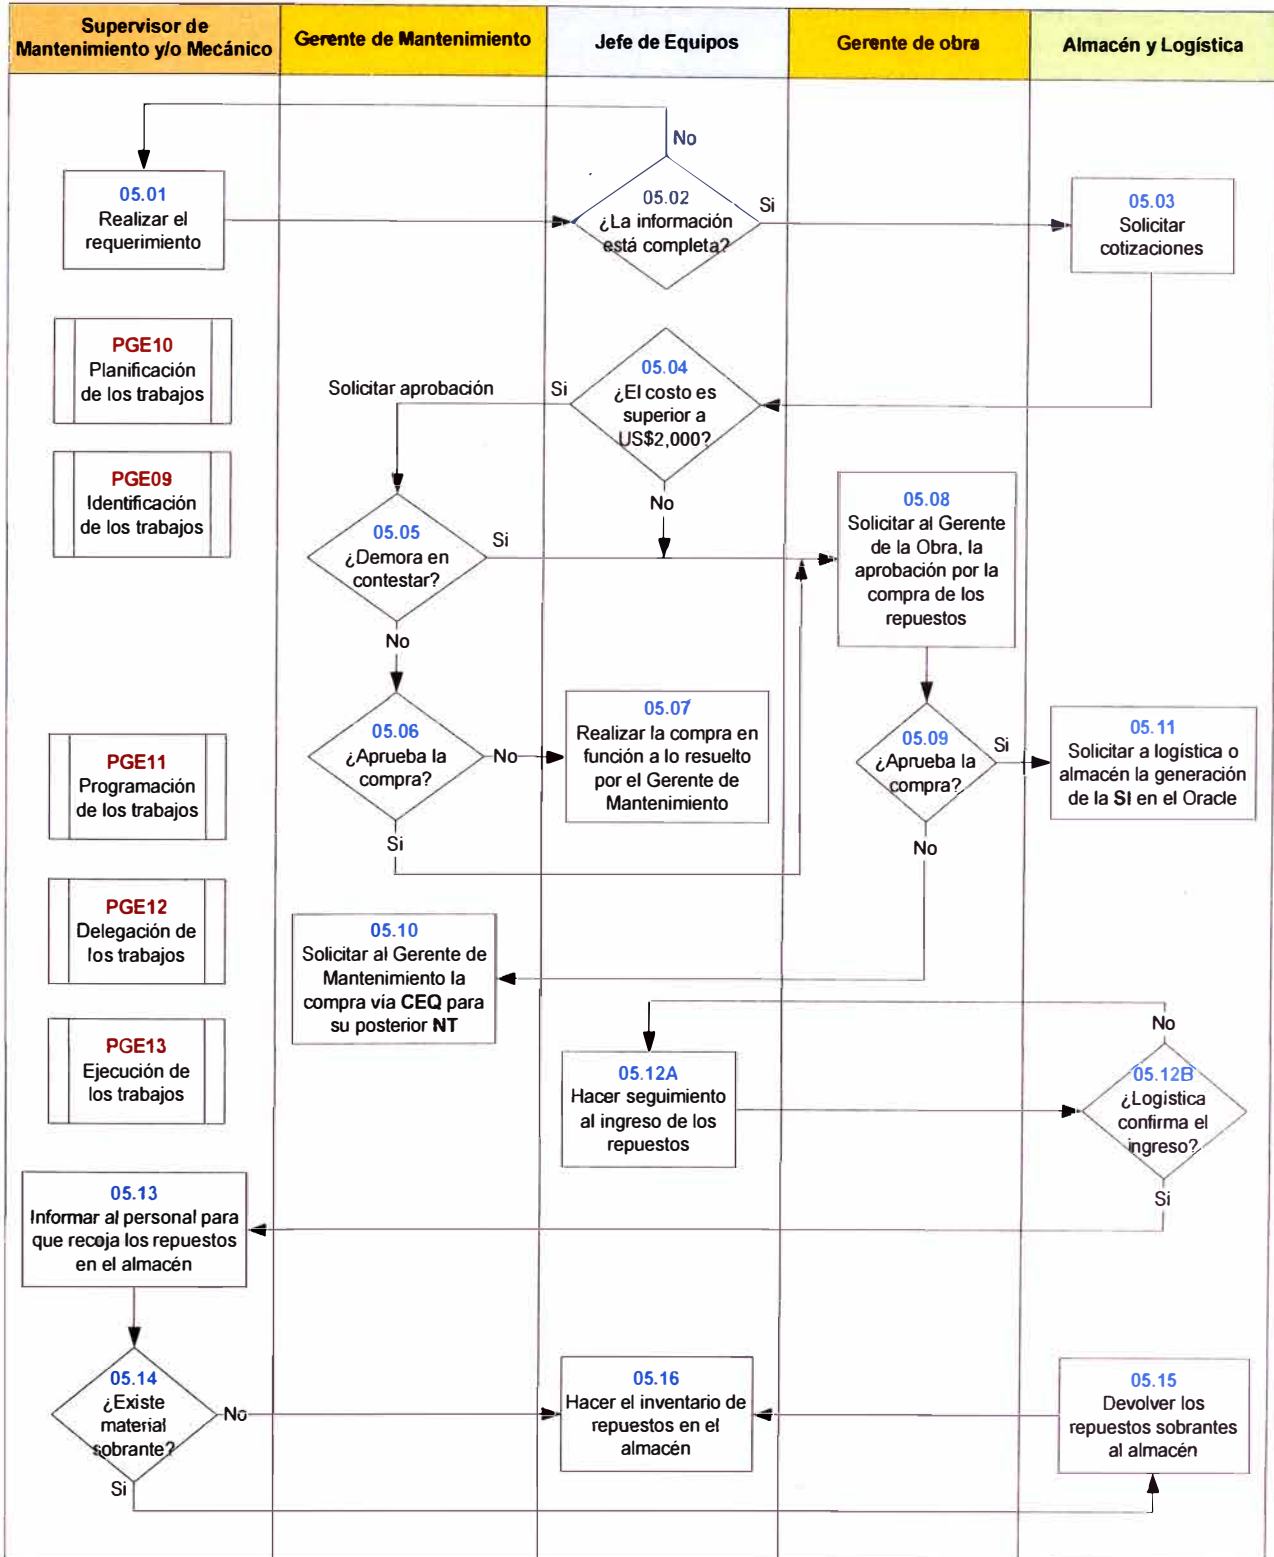 Supervisor de
Mantenimiento y/o Mecánico
Gerente de Mantenimiento
Jefe de Equipos
Gerente de obra
Almacén y Logística
No
05.01
Realizar el
requerimiento
05.02
¿La información
está completa?
Si
05.03
Solicitar
cotizaciones
PGE10
Planificación
de los trabajos
Solicitar aprobación
Si
05.04
¿El costo es
superior a
US$2,000?
No
PGE09
Identificación
de los trabajos
05.05
¿Demora en
contestar?
Si
No
05.08
Solicitar al Gerente
de la Obra, la
aprobación por la
compra de los
repuestos
05.06
¿Aprueba la
compra?
No
Si
05.07
Realizar la compra en
función a lo resuelto
por el Gerente de
Mantenimiento
05.09
¿Aprueba la
compra?
Si
No
05.11
Solicitar a logística o
almacén la generación
de la SI en el Oracle
PGE11
Programación
de los trabajos
PGE12
Delegación de
los trabajos
05.10
Solicitar al Gerente de
Mantenimiento la
compra vía CEQ para
su posterior NT
PGE13
Ejecución de
los trabajos
05.12A
Hacer seguimiento
al ingreso de los
repuestos
No
05.12B
¿Logística
confirma el
ingreso?
Si
05.13
Informar al personal para
que recoja los repuestos
en el almacén
05.14
¿Existe
material
sobrante?
No
Si
05.16
Hacer el inventario de
repuestos en el
almacén
05.15
Devolver los
repuestos sobrantes
al almacén